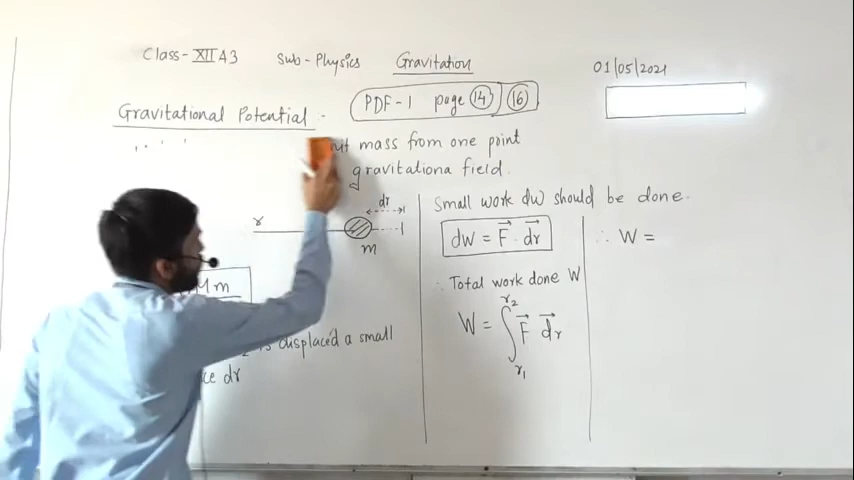 Class-XII A3 Sub-Physics Gravitation 01/05/2021
PDF-1 page 14 16
Gravitational Potential -
mass from one point
gravitationa field.
Small work dw should be done.
r
dr
m
Mm
is displaced a small
dr
dW = F⃗ . dr⃗
∴ Total work done W
W = ∫ F⃗ dr⃗
r2
r1
∴ W =